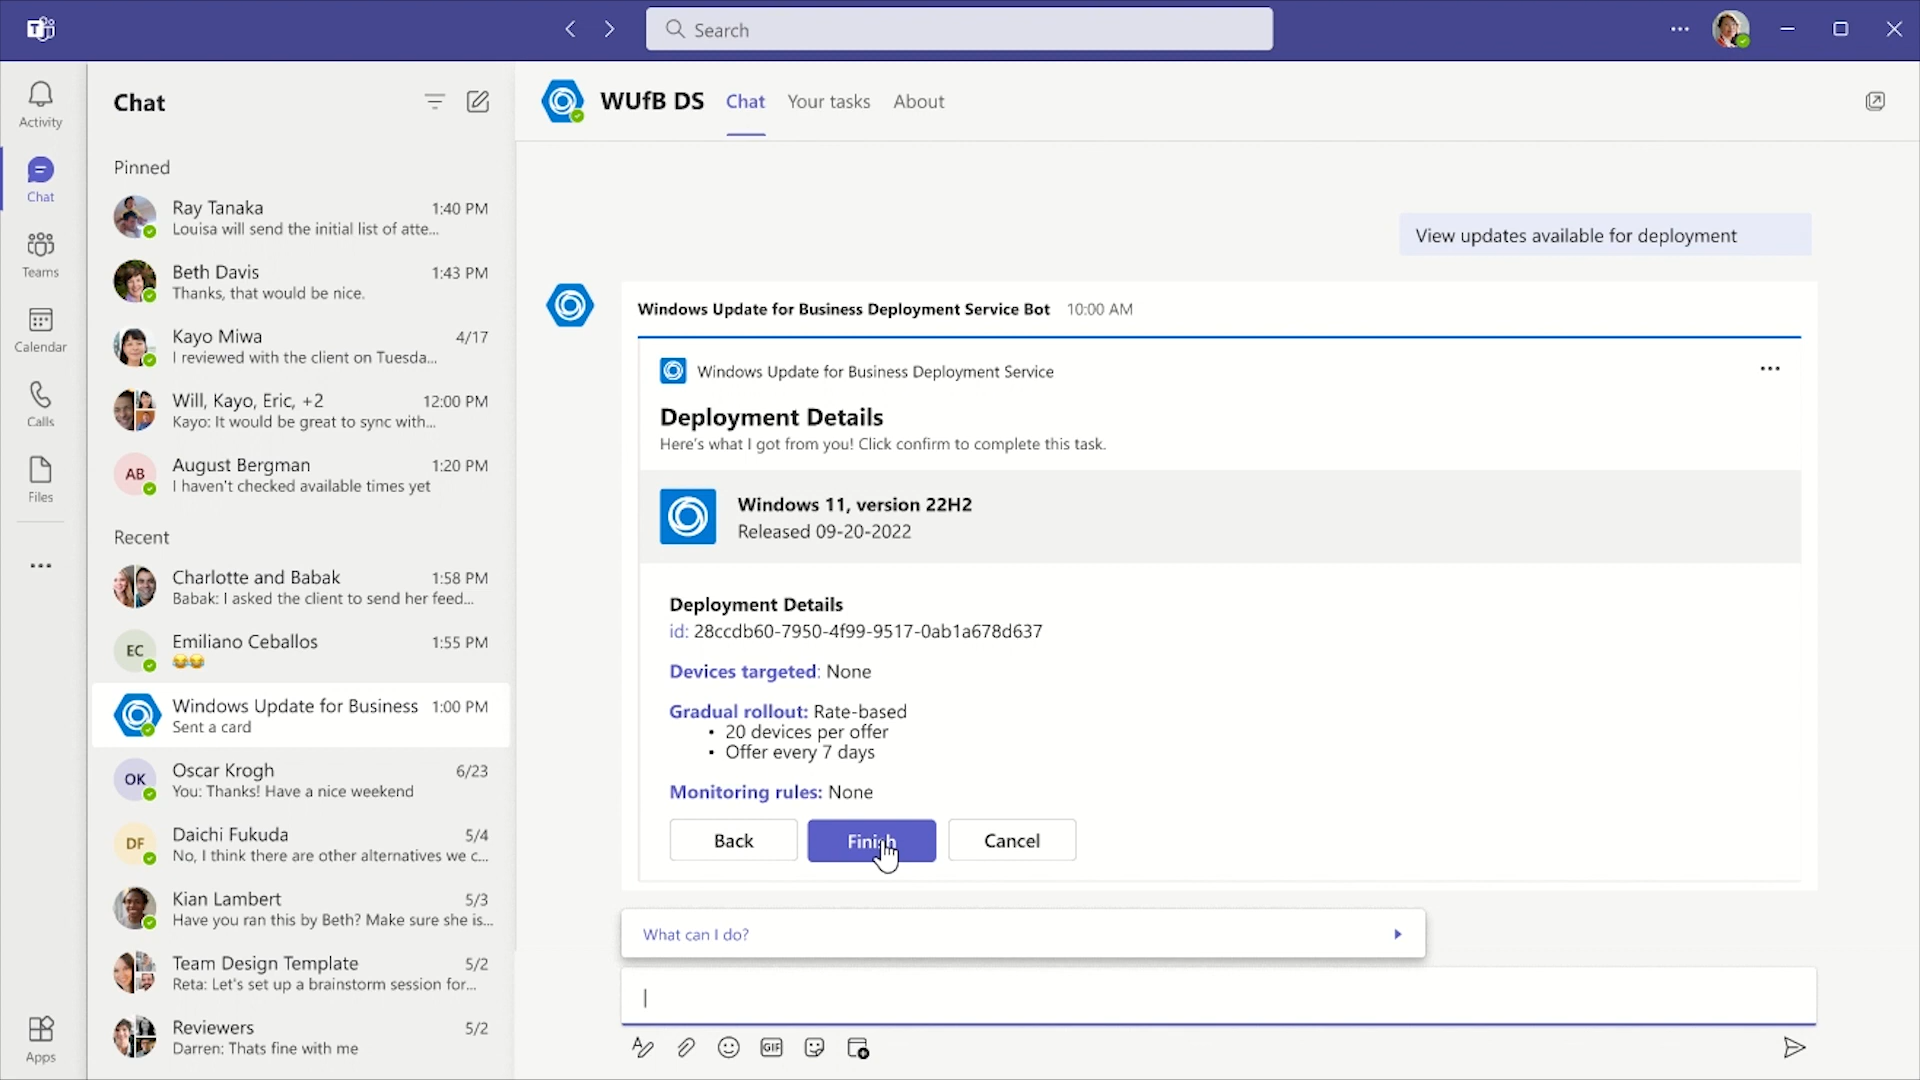 Search
Activity
Chat
Teams
Calendar
Calls
Files
Apps
Chat
Pinned
Ray Tanaka 1:40 PM
Louisa will send the initial list of atte...
Beth Davis 1:43 PM
Thanks, that would be nice.
Kayo Miwa 4/17
I reviewed with the client on Tuesda...
Will, Kayo, Eric, +2 12:00 PM
Kayo: It would be great to sync with...
AB
August Bergman 1:20 PM
I haven't checked available times yet
Recent
Charlotte and Babak 1:58 PM
Babak: I asked the client to send her feed...
EC
Emiliano Ceballos 1:55 PM
😂😂
Windows Update for Business 1:00 PM
Sent a card
OK
Oscar Krogh 6/23
You: Thanks! Have a nice weekend
DF
Daichi Fukuda 5/4
No, I think there are other alternatives we c...
Kian Lambert 5/3
Have you ran this by Beth? Make sure she is...
Team Design Template 5/2
Reta: Let's set up a brainstorm session for...
Reviewers 5/2
Darren: Thats fine with me
WUfB DS Chat Your tasks About
View updates available for deployment
Windows Update for Business Deployment Service Bot 10:00 AM
Windows Update for Business Deployment Service
Deployment Details
Here's what I got from you! Click confirm to complete this task.
Windows 11, version 22H2
Released 09-20-2022
Deployment Details
id: 28ccdb60-7950-4f99-9517-0ab1a678d637
Devices targeted: None
Gradual rollout: Rate-based
• 20 devices per offer
• Offer every 7 days
Monitoring rules: None
Back Finish Cancel
What can I do?
GIF